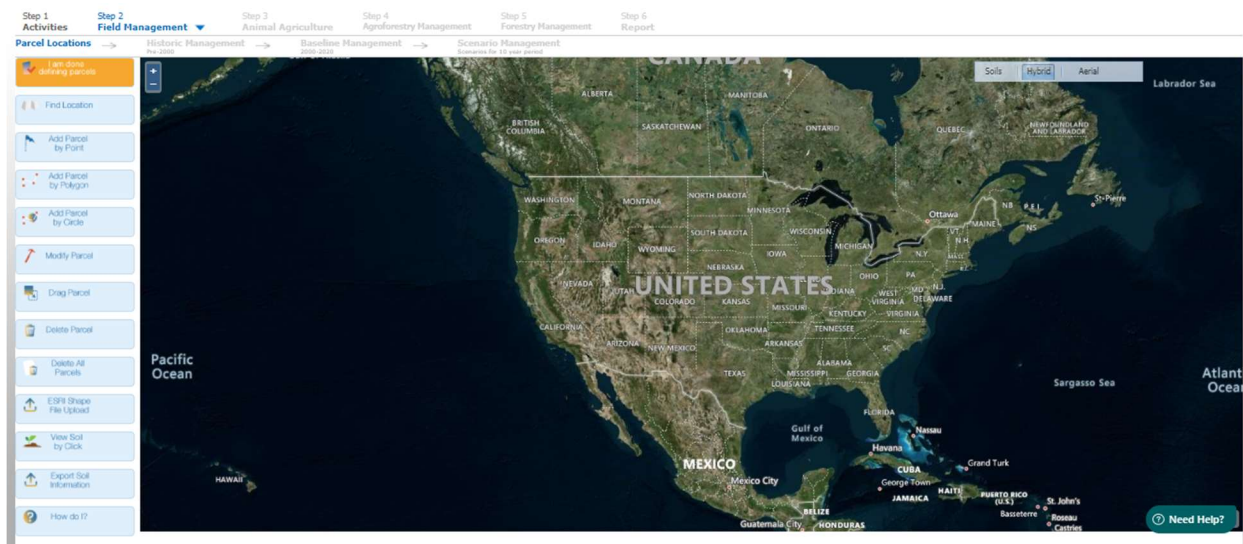 Step 1
Activities
Step 2
Field Management
Step 3
Animal Agriculture
Step 4
Agroforestry Management
Step 5
Forestry Management
Step 6
Report
Parcel Locations
Historic Management
Pre-2000
Baseline Management
2000-2020
Scenario Management
Scenarios for 10 year period
I am done
defining parcels
Find Location
Add Parcel
by Point
Add Parcel
by Polygon
Add Parcel
by Circle
Modify Parcel
Drag Parcel
Delete Parcel
Delete All
Parcels
ESRI Shape
File Upload
View Soil
by Click
Export Soil
Information
How do I?
+
−
Soils
Hybrid
Aerial
CANADA
Labrador Sea
ALBERTA
MANITOBA
BRITISH
COLUMBIA
SASKATCHEWAN
ONTARIO
QUEBEC
NEWFOUNDLAND
AND LABRADOR
St-Pierre
NB
P.E.I.
NS
Ottawa
MAINE
WASHINGTON
MONTANA
NORTH DAKOTA
MINNESOTA
VT.
N.H.
OREGON
IDAHO
WYOMING
SOUTH DAKOTA
WISCONSIN
MICHIGAN
N.Y.
MASS.
R.I.
IOWA
NEBRASKA
NEVADA
UTAH
UNITED STATES
COLORADO
KANSAS
MISSOURI
DIANA
OHIO
PA
N.J.
MD
WEST
VIRGINIA
DELAWARE
KENTUCKY
VIRGINIA
CALIFORNIA
ARIZONA
NEW MEXICO
OKLAHOMA
ARKANSAS
TENNESSEE
NC
SC
TEXAS
LOUISIANA
MISSISSIPPI
ALABAMA
GEORGIA
FLORIDA
Pacific
Ocean
Sargasso Sea
Atlant
Ocea
Gulf of
Mexico
Nassau
Havana
CUBA
Grand Turk
MEXICO
Mexico City
HAWAII
George Town
JAMAICA
HAITI
PUERTO RICO
(U.S.)
St. John's
Basseterre
Roseau
Castries
BELIZE
Guatemala City
HONDURAS
Need Help?